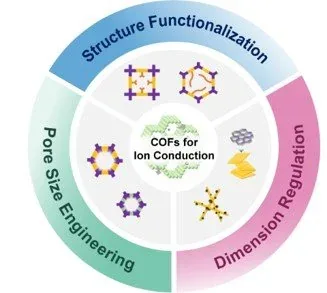 Structure Functionalization
COFs for
Ion Conduction
Pore Size Engineering
Dimension Regulation